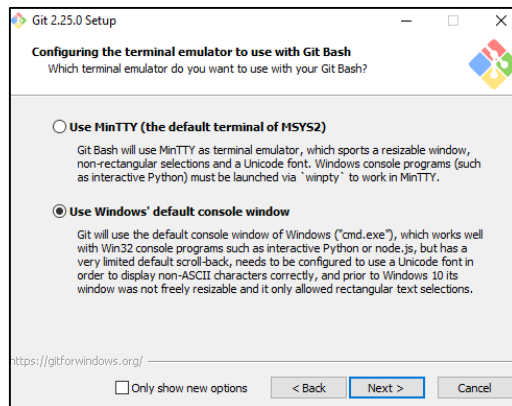 Git 2.25.0 Setup
Configuring the terminal emulator to use with Git Bash
Which terminal emulator do you want to use with your Git Bash?
Use MinTTY (the default terminal of MSYS2)
Git Bash will use MinTTY as terminal emulator, which sports a resizable window,
non-rectangular selections and a Unicode font. Windows console programs (such
as interactive Python) must be launched via `winpty` to work in MinTTY.
Use Windows' default console window
Git will use the default console window of Windows ("cmd.exe"), which works well
with Win32 console programs such as interactive Python or node.js, but has a
very limited default scroll-back, needs to be configured to use a Unicode font in
order to display non-ASCII characters correctly, and prior to Windows 10 its
window was not freely resizable and it only allowed rectangular text selections.
https://gitforwindows.org/
Only show new options
< Back
Next >
Cancel